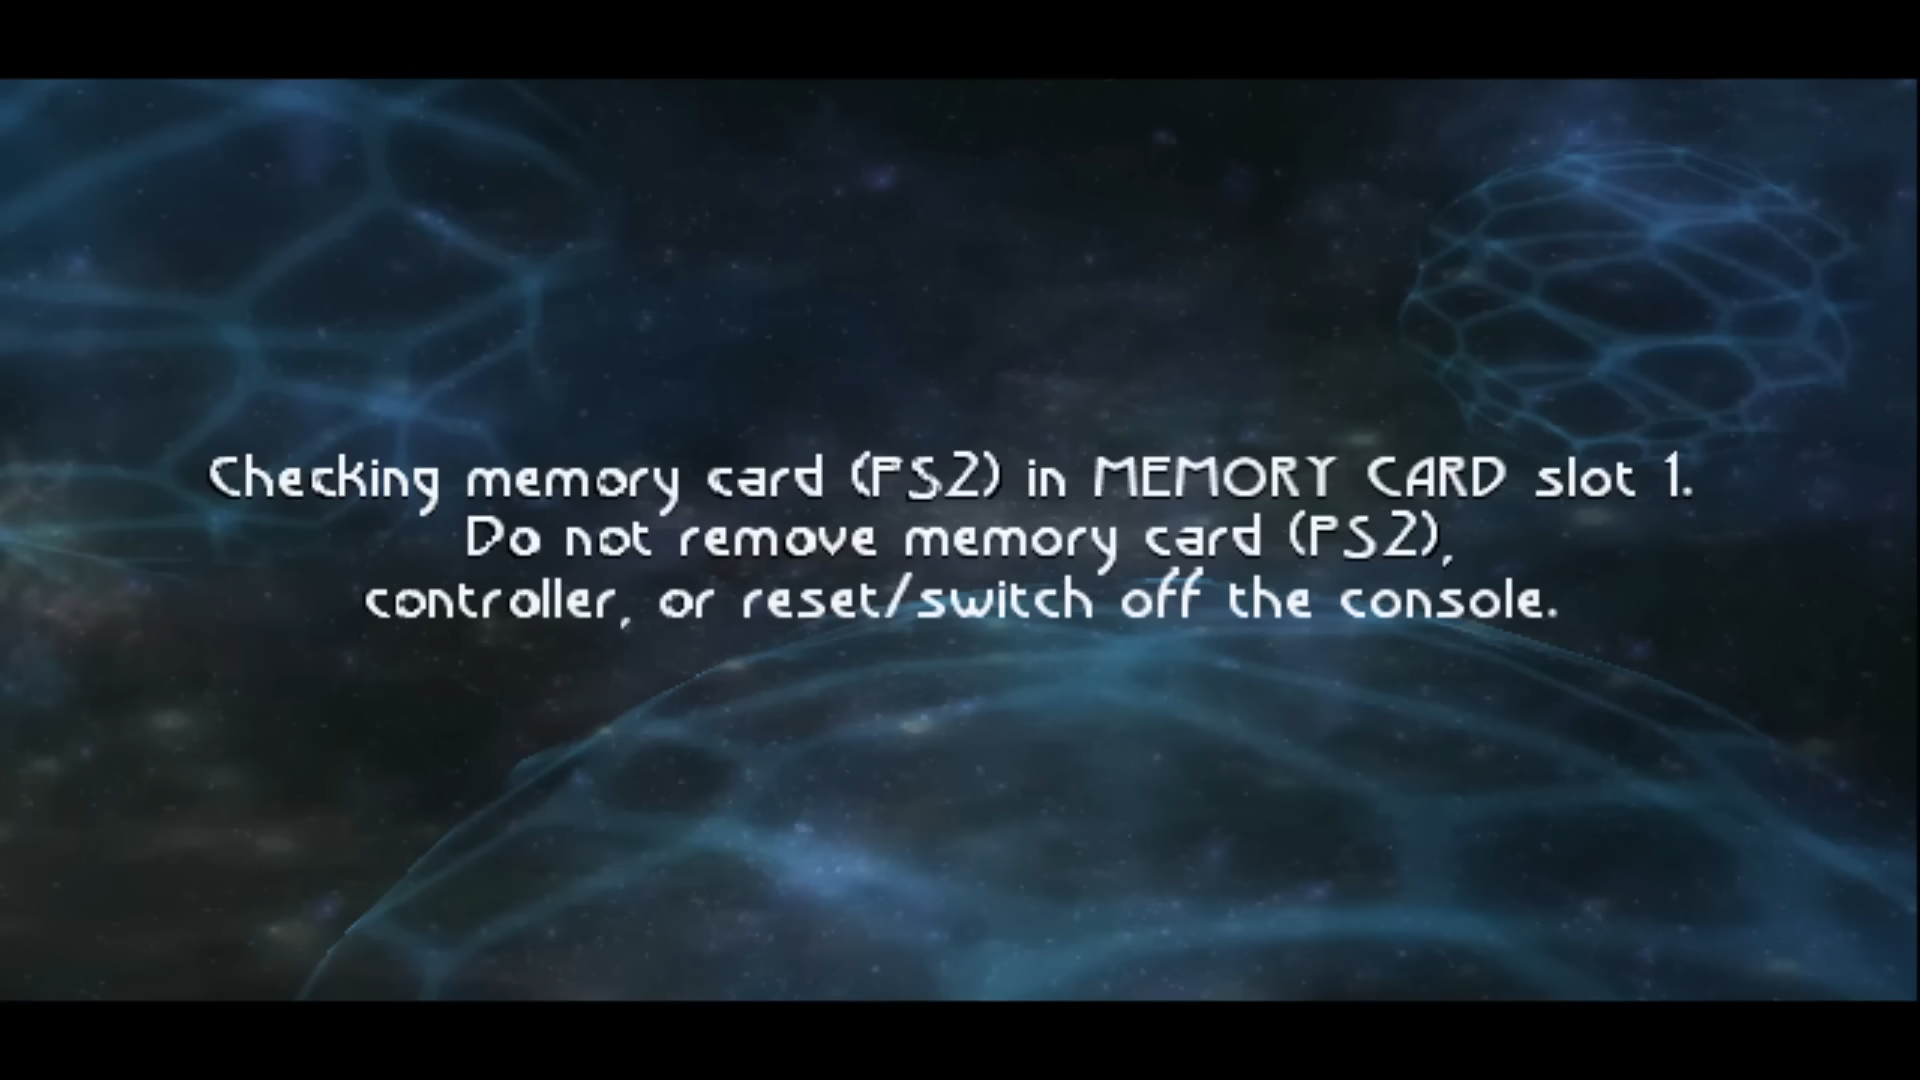 Checking memory card (PS2) in MEMORY CARD slot 1.
Do not remove memory card (PS2),
controller, or reset/switch off the console.